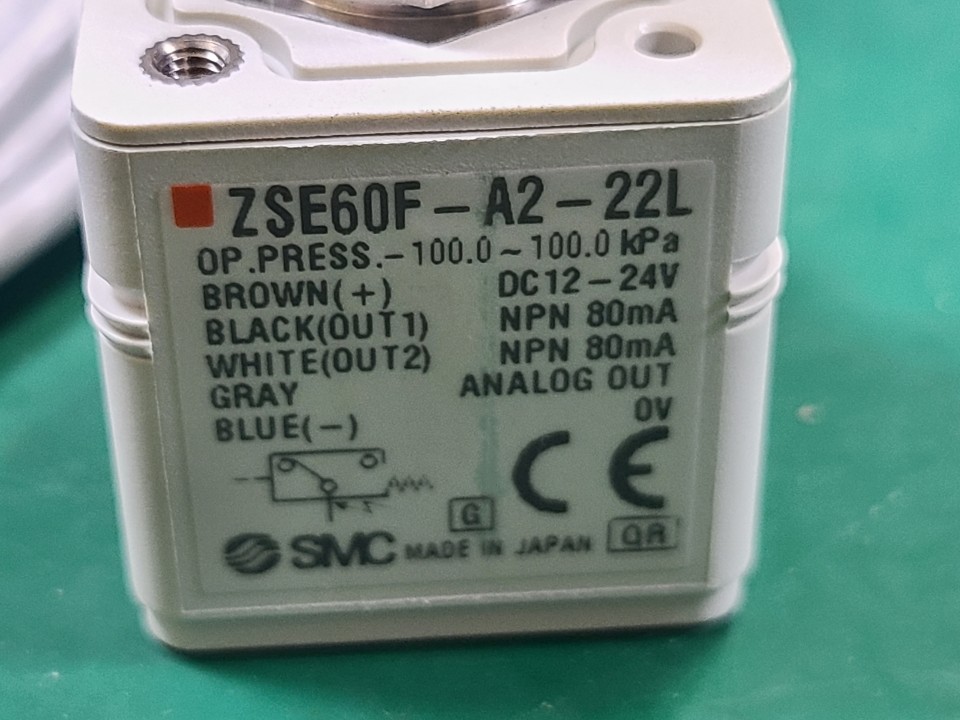 ZSE60F-A2-22L
OP.PRESS.-100.0~100.0 kPa
BROWN(+) DC12-24V
BLACK(OUT1) NPN 80mA
WHITE(OUT2) NPN 80mA
GRAY ANALOG OUT
BLUE(-) 0V
CE
G
SMC MADE IN JAPAN QR